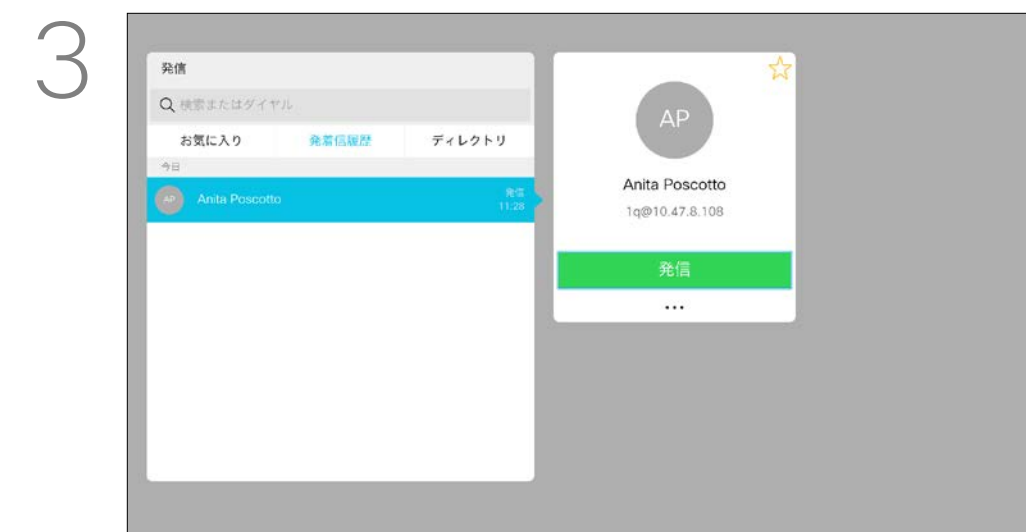 3
発信
検索またはダイヤル
お気に入り 発着信履歴 ディレクトリ
今日
AP Anita Poscotto 発信
11:28
AP
Anita Poscotto
1q@10.47.8.108
発信
...